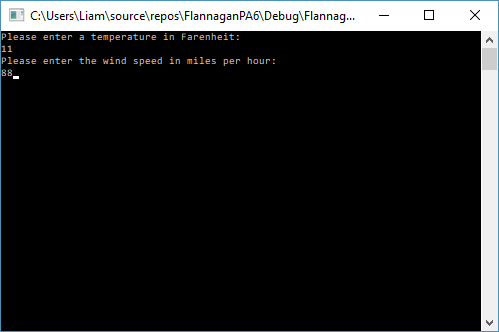 C:\Users\Liam\source\repos\FlannaganPA6\Debug\Flannag...
Please enter a temperature in Farenheit:
11
Please enter the wind speed in miles per hour:
88